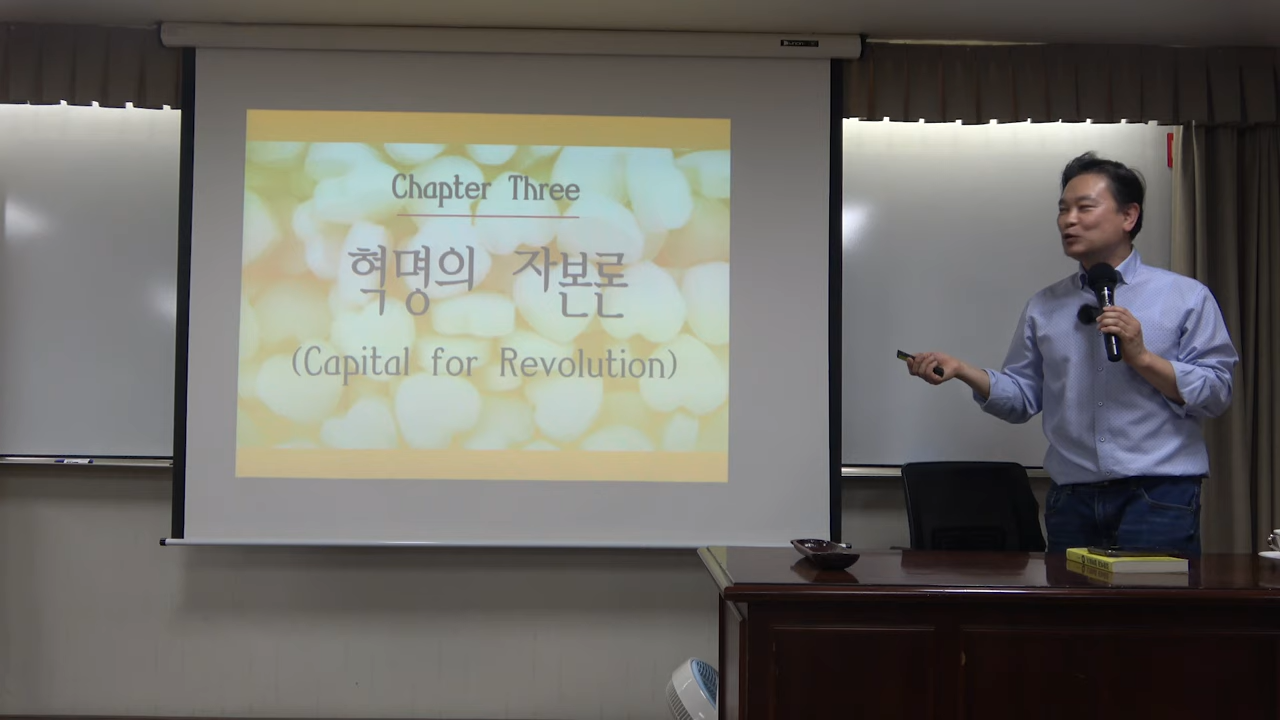 Chapter Three
혁명의 자본론
(Capital for Revolution)